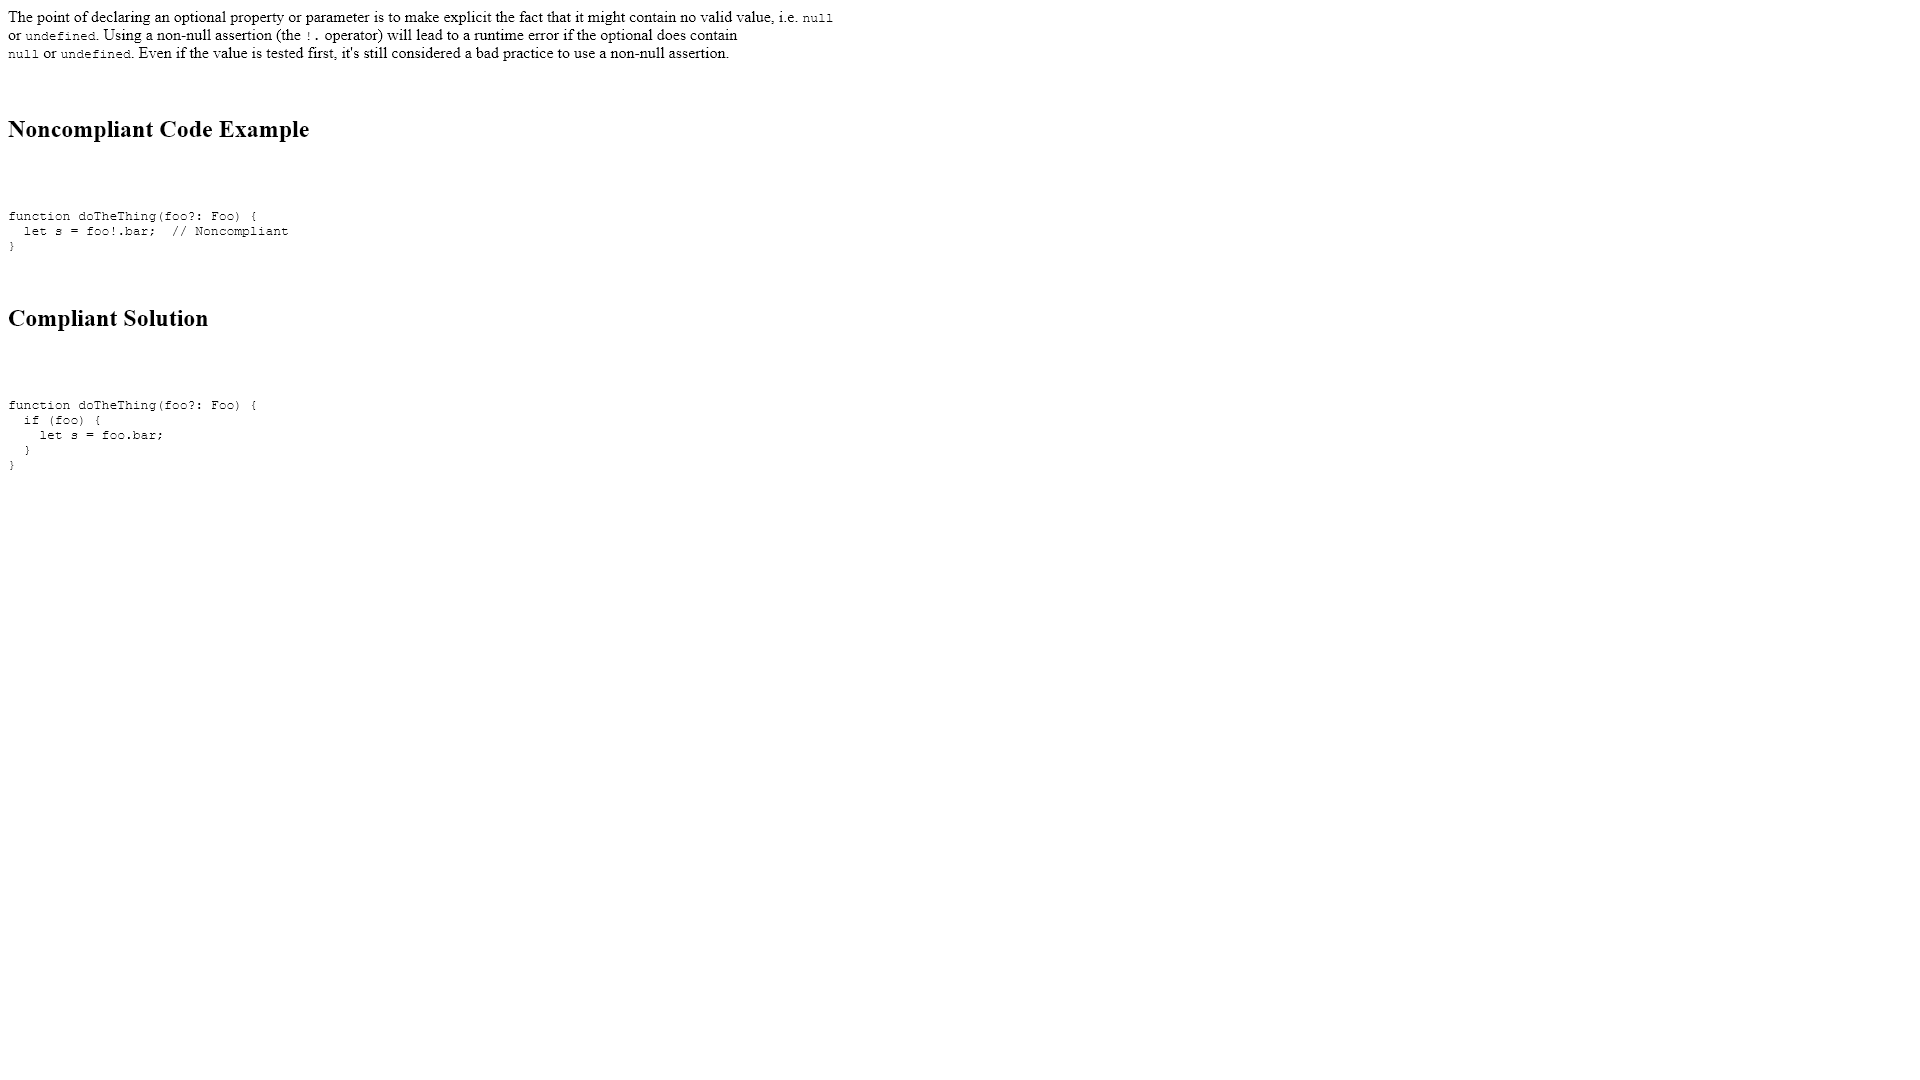 The point of declaring an optional property or parameter is to make explicit the fact that it might contain no valid value, i.e. null
or undefined. Using a non-null assertion (the !. operator) will lead to a runtime error if the optional does contain
null or undefined. Even if the value is tested first, it's still considered a bad practice to use a non-null assertion.
Noncompliant Code Example
function doTheThing(foo?: Foo) {
  let s = foo!.bar;  // Noncompliant
}
Compliant Solution
function doTheThing(foo?: Foo) {
  if (foo) {
    let s = foo.bar;
  }
}